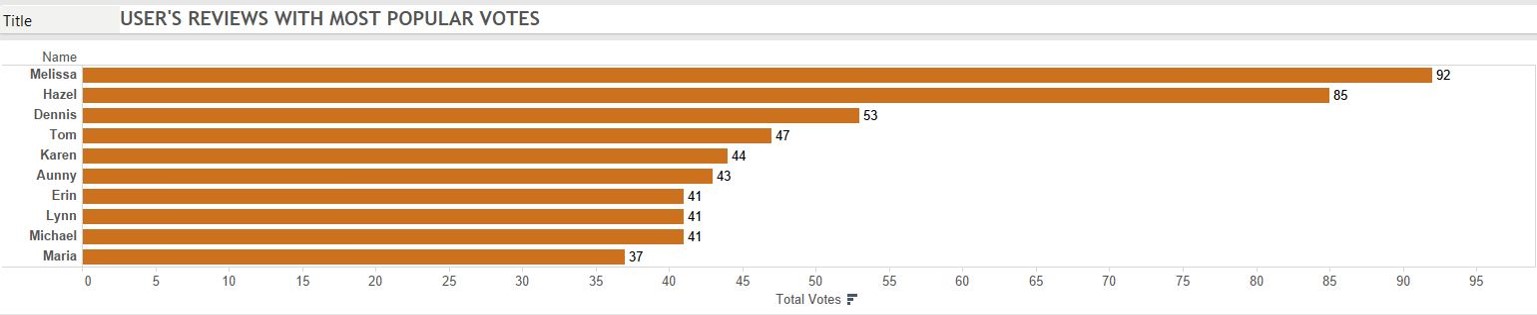 Title USER'S REVIEWS WITH MOST POPULAR VOTES
Name
Melissa 92
Hazel 85
Dennis 53
Tom 47
Karen 44
Aunny 43
Erin 41
Lynn 41
Michael 41
Maria 37
0 5 10 15 20 25 30 35 40 45 50 55 60 65 70 75 80 85 90 95
Total Votes